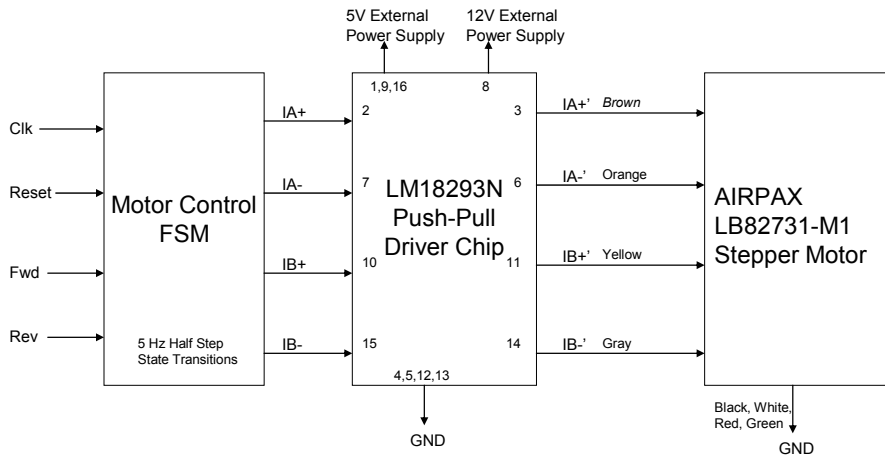 5V External
Power Supply
12V External
Power Supply
1,9,16
8
Clk
Reset
Fwd
Rev
Motor Control
FSM
5 Hz Half Step
State Transitions
IA+
IA-
IB+
IB-
2
7
10
15
LM18293N
Push-Pull
Driver Chip
3
6
11
14
4,5,12,13
GND
IA+’ Brown
IA-’ Orange
IB+’ Yellow
IB-’ Gray
AIRPAX
LB82731-M1
Stepper Motor
Black, White,
Red, Green
GND